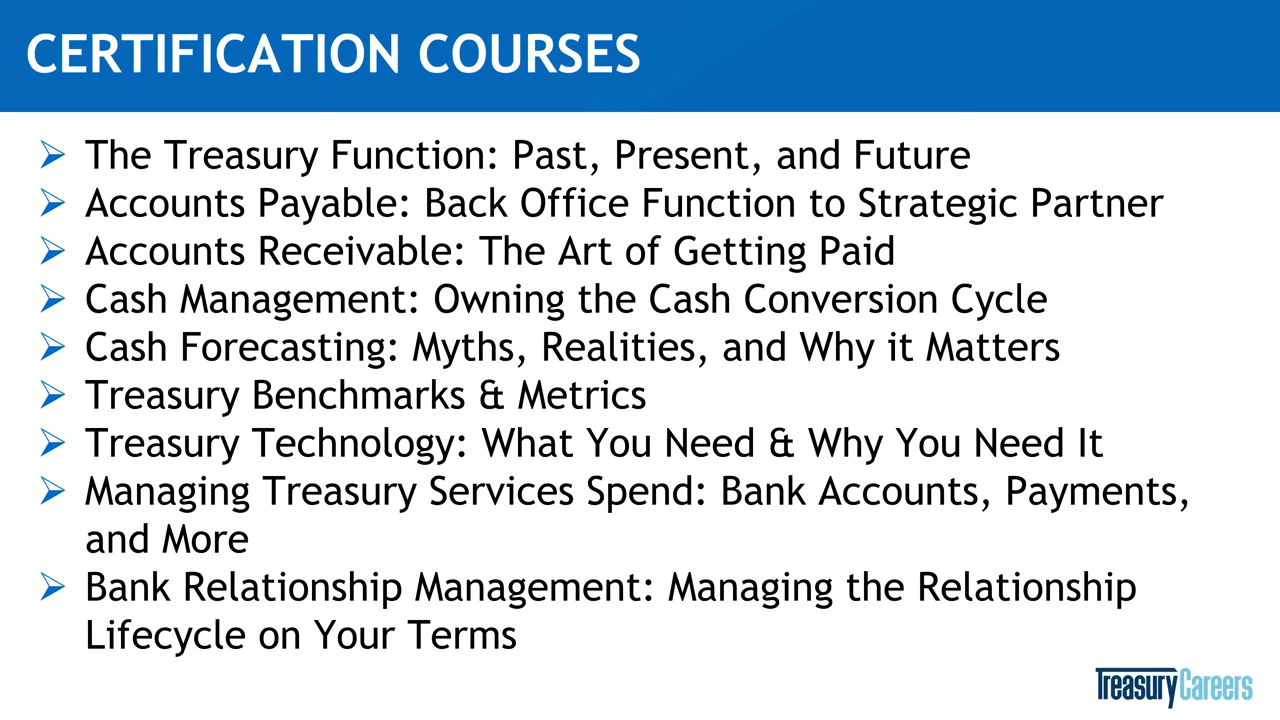 CERTIFICATION COURSES
➢ The Treasury Function: Past, Present, and Future
➢ Accounts Payable: Back Office Function to Strategic Partner
➢ Accounts Receivable: The Art of Getting Paid
➢ Cash Management: Owning the Cash Conversion Cycle
➢ Cash Forecasting: Myths, Realities, and Why it Matters
➢ Treasury Benchmarks & Metrics
➢ Treasury Technology: What You Need & Why You Need It
➢ Managing Treasury Services Spend: Bank Accounts, Payments,
and More
➢ Bank Relationship Management: Managing the Relationship
Lifecycle on Your Terms
TreasuryCareers